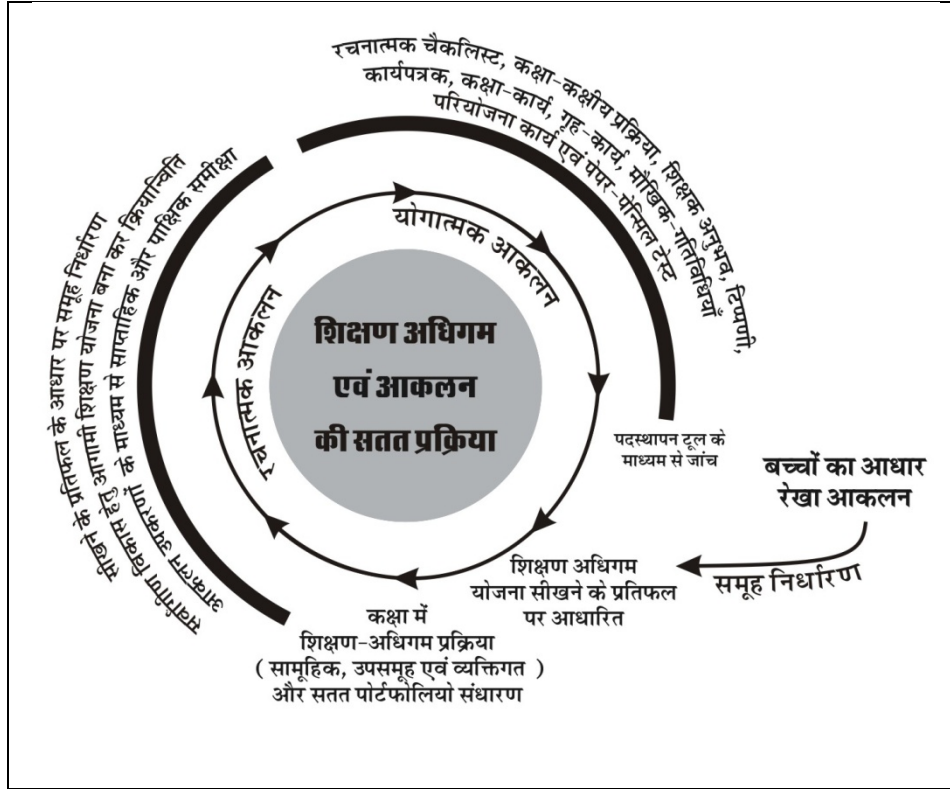 रचनात्मक चैकलिस्ट, कक्षा-कक्षीय प्रक्रिया, शिक्षक अनुभव, टिप्पणी,
कार्यपत्रक, कक्षा-कार्य, गृह-कार्य, मौखिक-गतिविधियाँ
परियोजना कार्य एवं पेपर-पेन्सिल टेस्ट
सीखने के प्रतिफल के आधार पर समूह निर्धारण
सर्वांगीण विकास हेतु आगामी शिक्षण योजना बना कर क्रियान्विति
आकलन उपकरणों के माध्यम से साप्ताहिक और पाक्षिक समीक्षा
योगात्मक आकलन
रचनात्मक आकलन
शिक्षण अधिगम
एवं आकलन
की सतत प्रक्रिया
पदस्थापन टूल के
माध्यम से जांच
बच्चों का आधार
रेखा आकलन
समूह निर्धारण
शिक्षण अधिगम
योजना सीखने के प्रतिफल
पर आधारित
कक्षा में
शिक्षण-अधिगम प्रक्रिया
( सामूहिक, उपसमूह एवं व्यक्तिगत )
और सतत पोर्टफोलियो संधारण